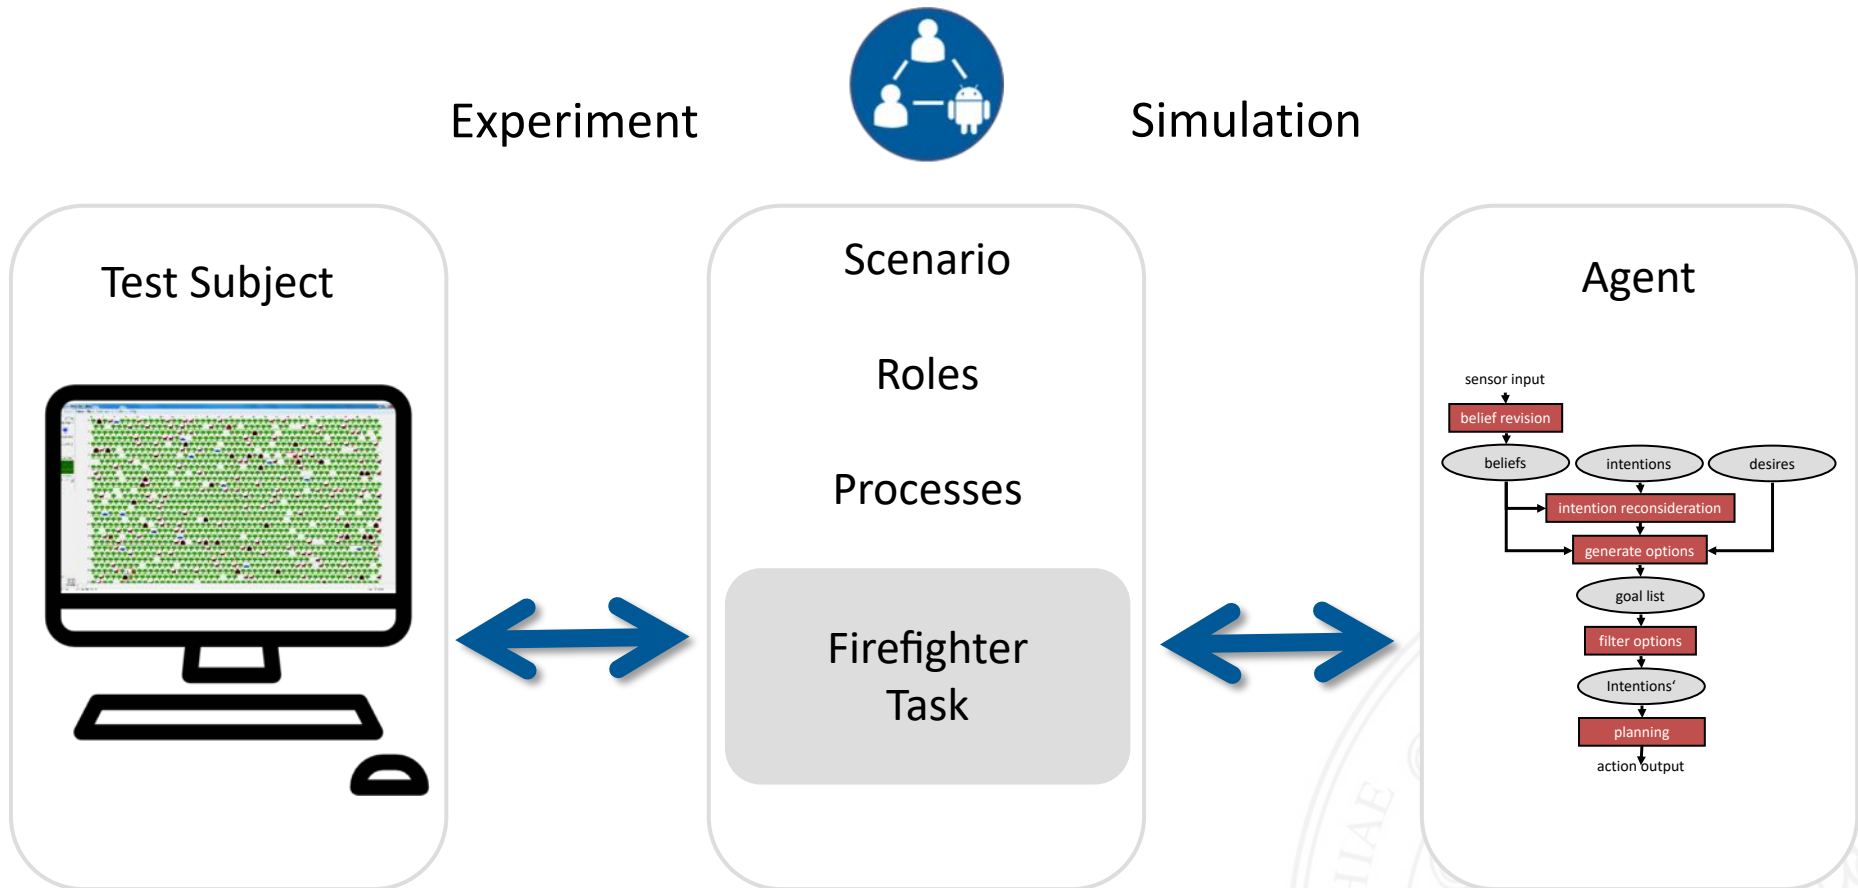 Experiment
Simulation
Test Subject
Scenario
Roles
Processes
Firefighter
Task
Agent
sensor input
belief revision
beliefs
intentions
desires
intention reconsideration
generate options
goal list
filter options
Intentions‘
planning
action output
HIAE